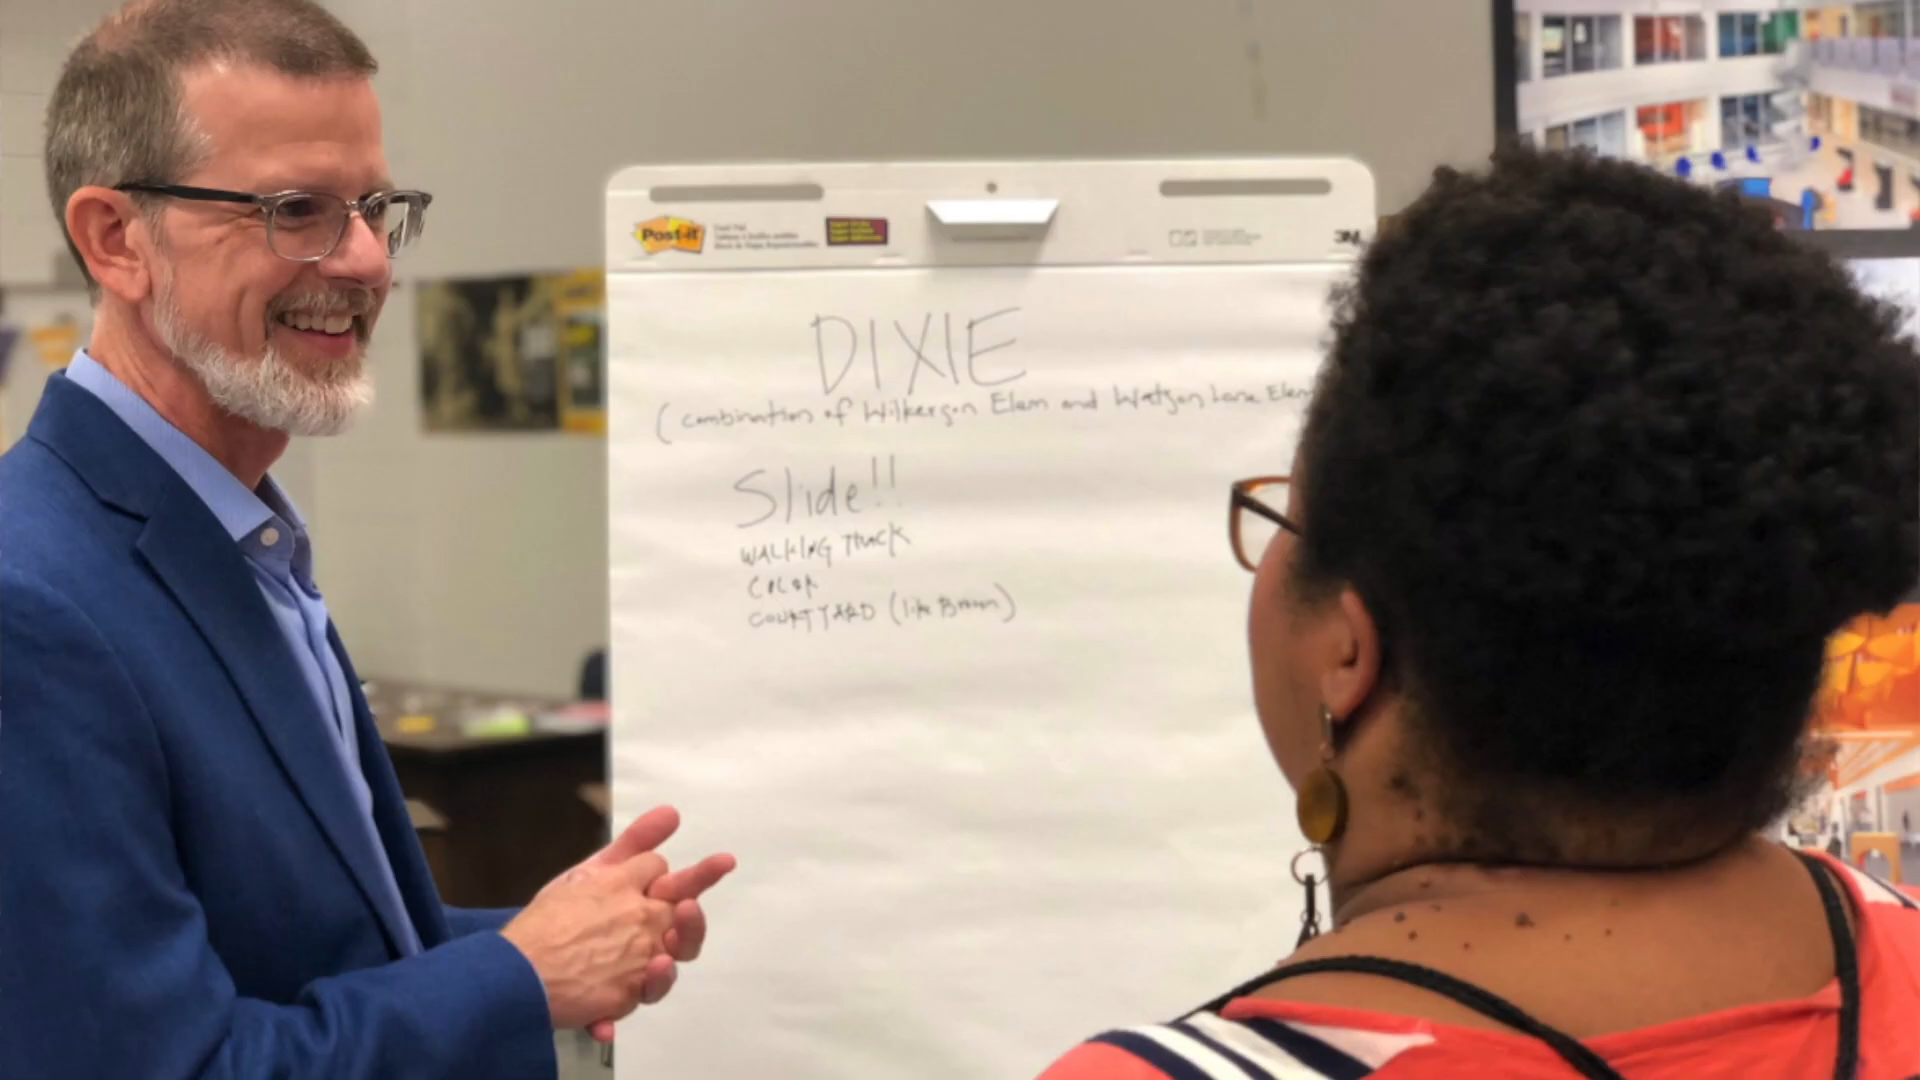 Post-it
3M
DIXIE
(combination of Wilkerson Elem and Watson Lane Elem
Slide!!
WALKING TRACK
COLOR
COURTYARD (like Brown)